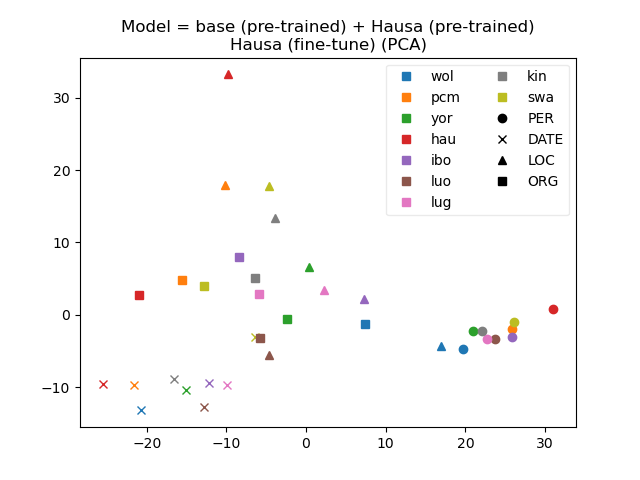 Model = base (pre-trained) + Hausa (pre-trained)
Hausa (fine-tune) (PCA)
wol
pcm
yor
hau
ibo
luo
lug
kin
swa
PER
DATE
LOC
ORG
30
20
10
0
−10
−20
−10
0
10
20
30